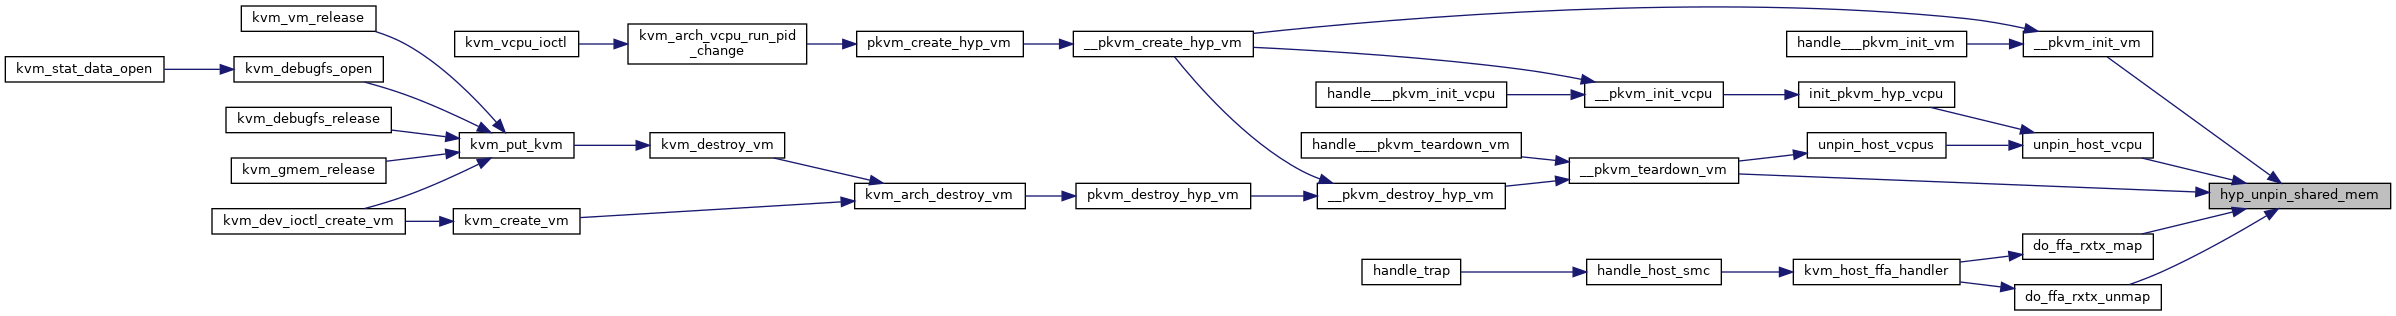 kvm_vm_release
kvm_stat_data_open
kvm_debugfs_open
kvm_debugfs_release
kvm_gmem_release
kvm_dev_ioctl_create_vm
kvm_vcpu_ioctl
kvm_put_kvm
kvm_create_vm
kvm_arch_vcpu_run_pid
_change
kvm_destroy_vm
pkvm_create_hyp_vm
kvm_arch_destroy_vm
__pkvm_create_hyp_vm
pkvm_destroy_hyp_vm
handle___pkvm_init_vcpu
handle___pkvm_teardown_vm
__pkvm_destroy_hyp_vm
handle_trap
__pkvm_init_vcpu
__pkvm_teardown_vm
handle_host_smc
handle___pkvm_init_vm
init_pkvm_hyp_vcpu
unpin_host_vcpus
kvm_host_ffa_handler
__pkvm_init_vm
unpin_host_vcpu
do_ffa_rxtx_map
do_ffa_rxtx_unmap
hyp_unpin_shared_mem